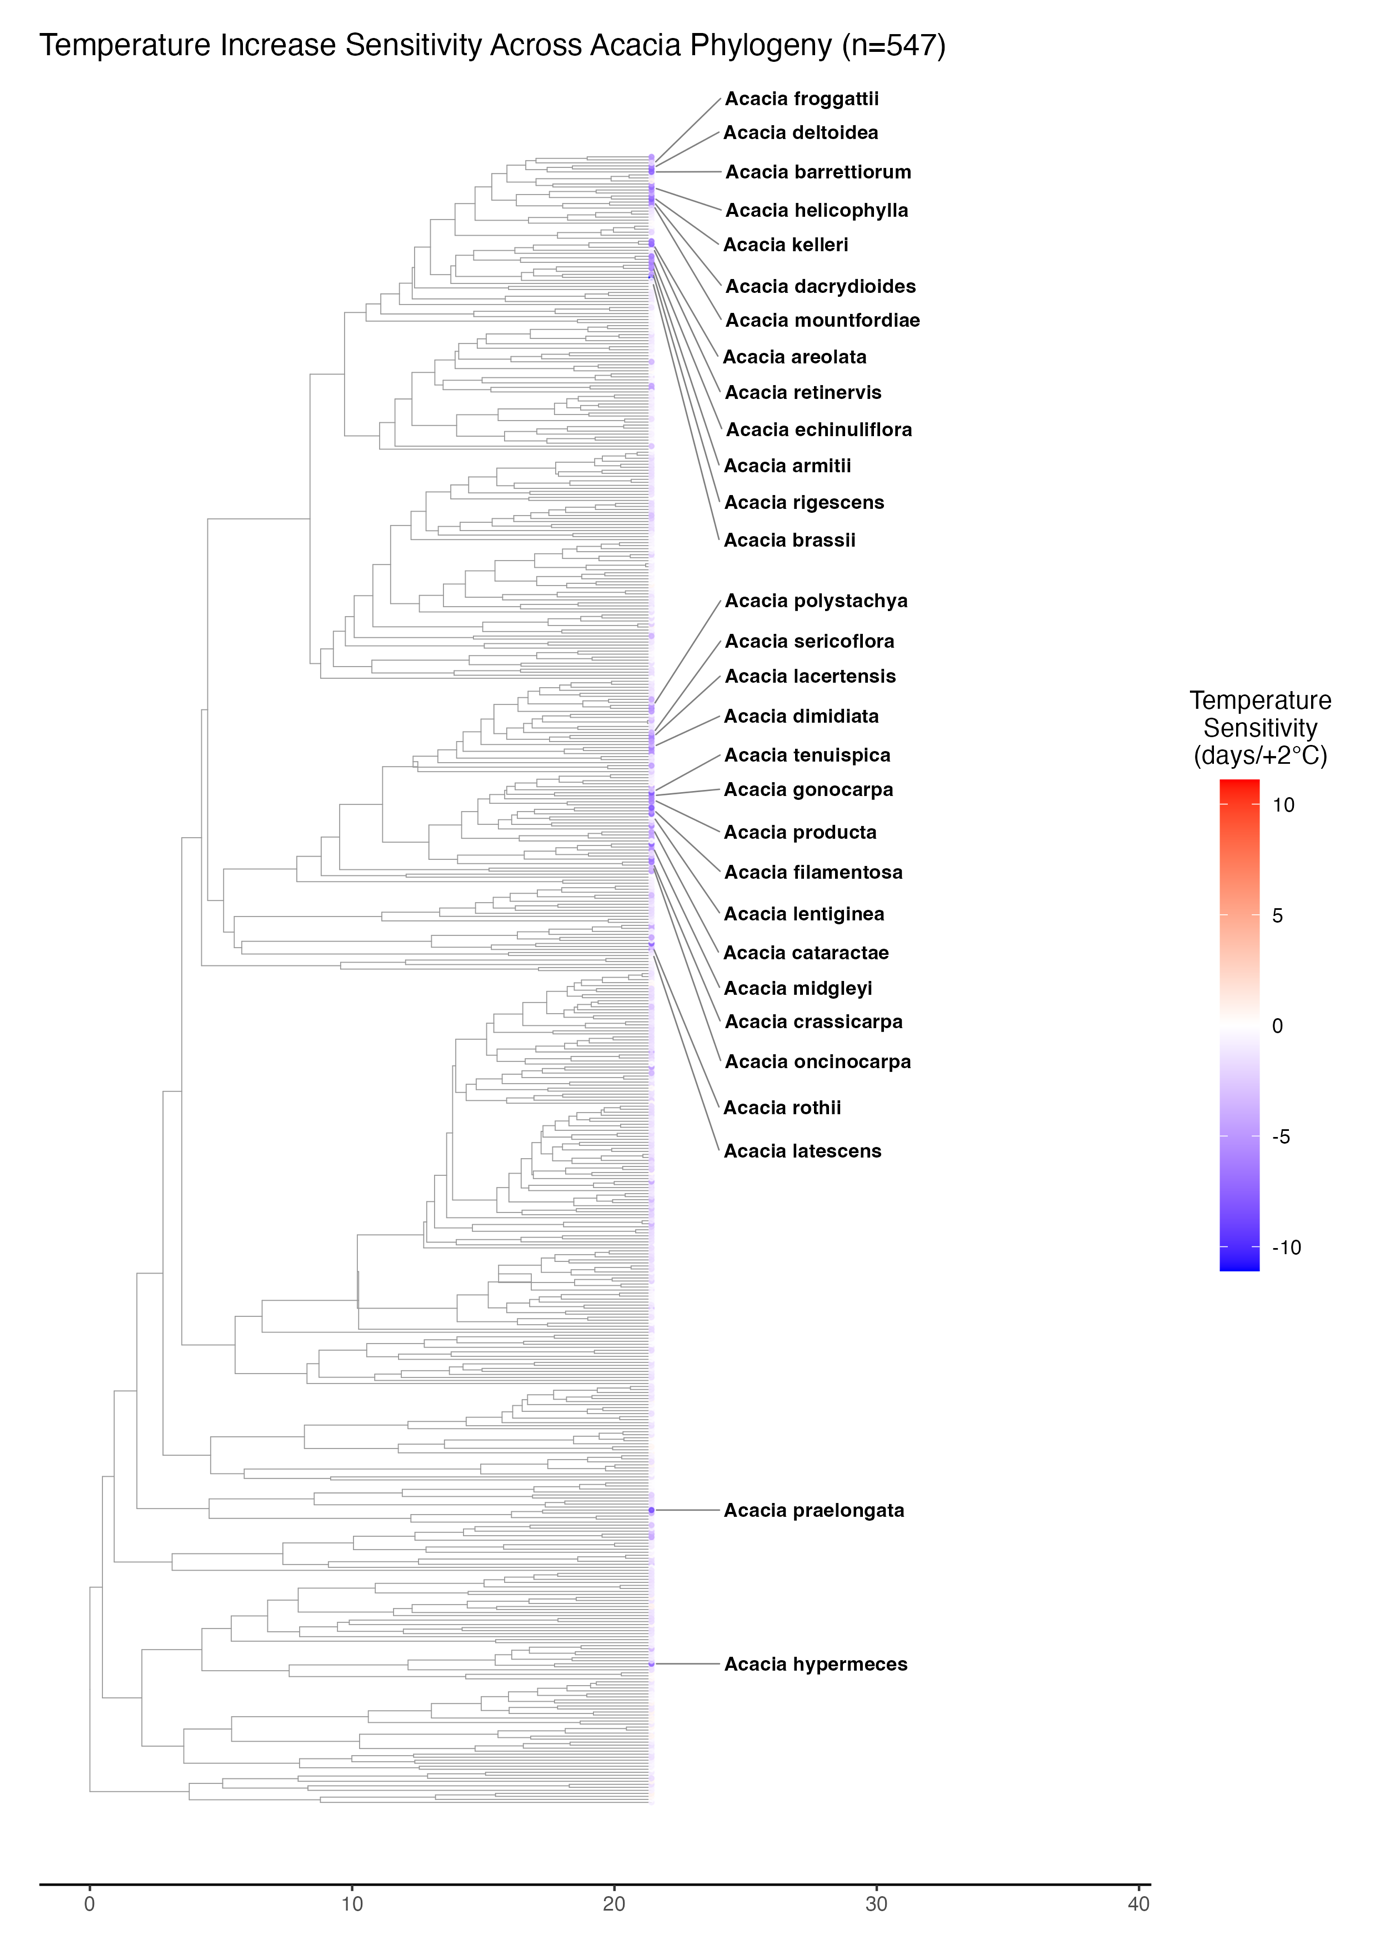 Temperature Increase Sensitivity Across Acacia Phylogeny (n=547)
Acacia froggattii
Acacia deltoidea
Acacia barrettiorum
Acacia helicophylla
Acacia kelleri
Acacia dacrydioides
Acacia mountfordiae
Acacia areolata
Acacia retinervis
Acacia echinuliflora
Acacia armitii
Acacia rigescens
Acacia brassii
Acacia polystachya
Acacia sericoflora
Acacia lacertensis
Acacia dimidiata
Acacia tenuispica
Acacia gonocarpa
Acacia producta
Acacia filamentosa
Acacia lentiginea
Acacia cataractae
Acacia midgleyi
Acacia crassicarpa
Acacia oncinocarpa
Acacia rothii
Acacia latescens
Acacia praelongata
Acacia hypermeces
Temperature
Sensitivity
(days/+2°C)
10
5
0
-5
-10
0 10 20 30 40